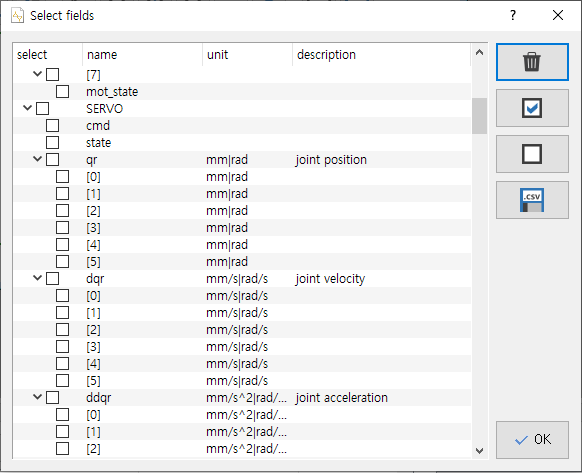 Select fields
select name unit description
[7]
mot_state
SERVO
cmd
state
qr mm|rad joint position
[0] mm|rad
[1] mm|rad
[2] mm|rad
[3] mm|rad
[4] mm|rad
[5] mm|rad
dqr mm/s|rad/s joint velocity
[0] mm/s|rad/s
[1] mm/s|rad/s
[2] mm/s|rad/s
[3] mm/s|rad/s
[4] mm/s|rad/s
[5] mm/s|rad/s
ddqr mm/s^2|rad/... joint acceleration
[0] mm/s^2|rad/...
[1] mm/s^2|rad/...
[2] mm/s^2|rad/...
.CSV
OK